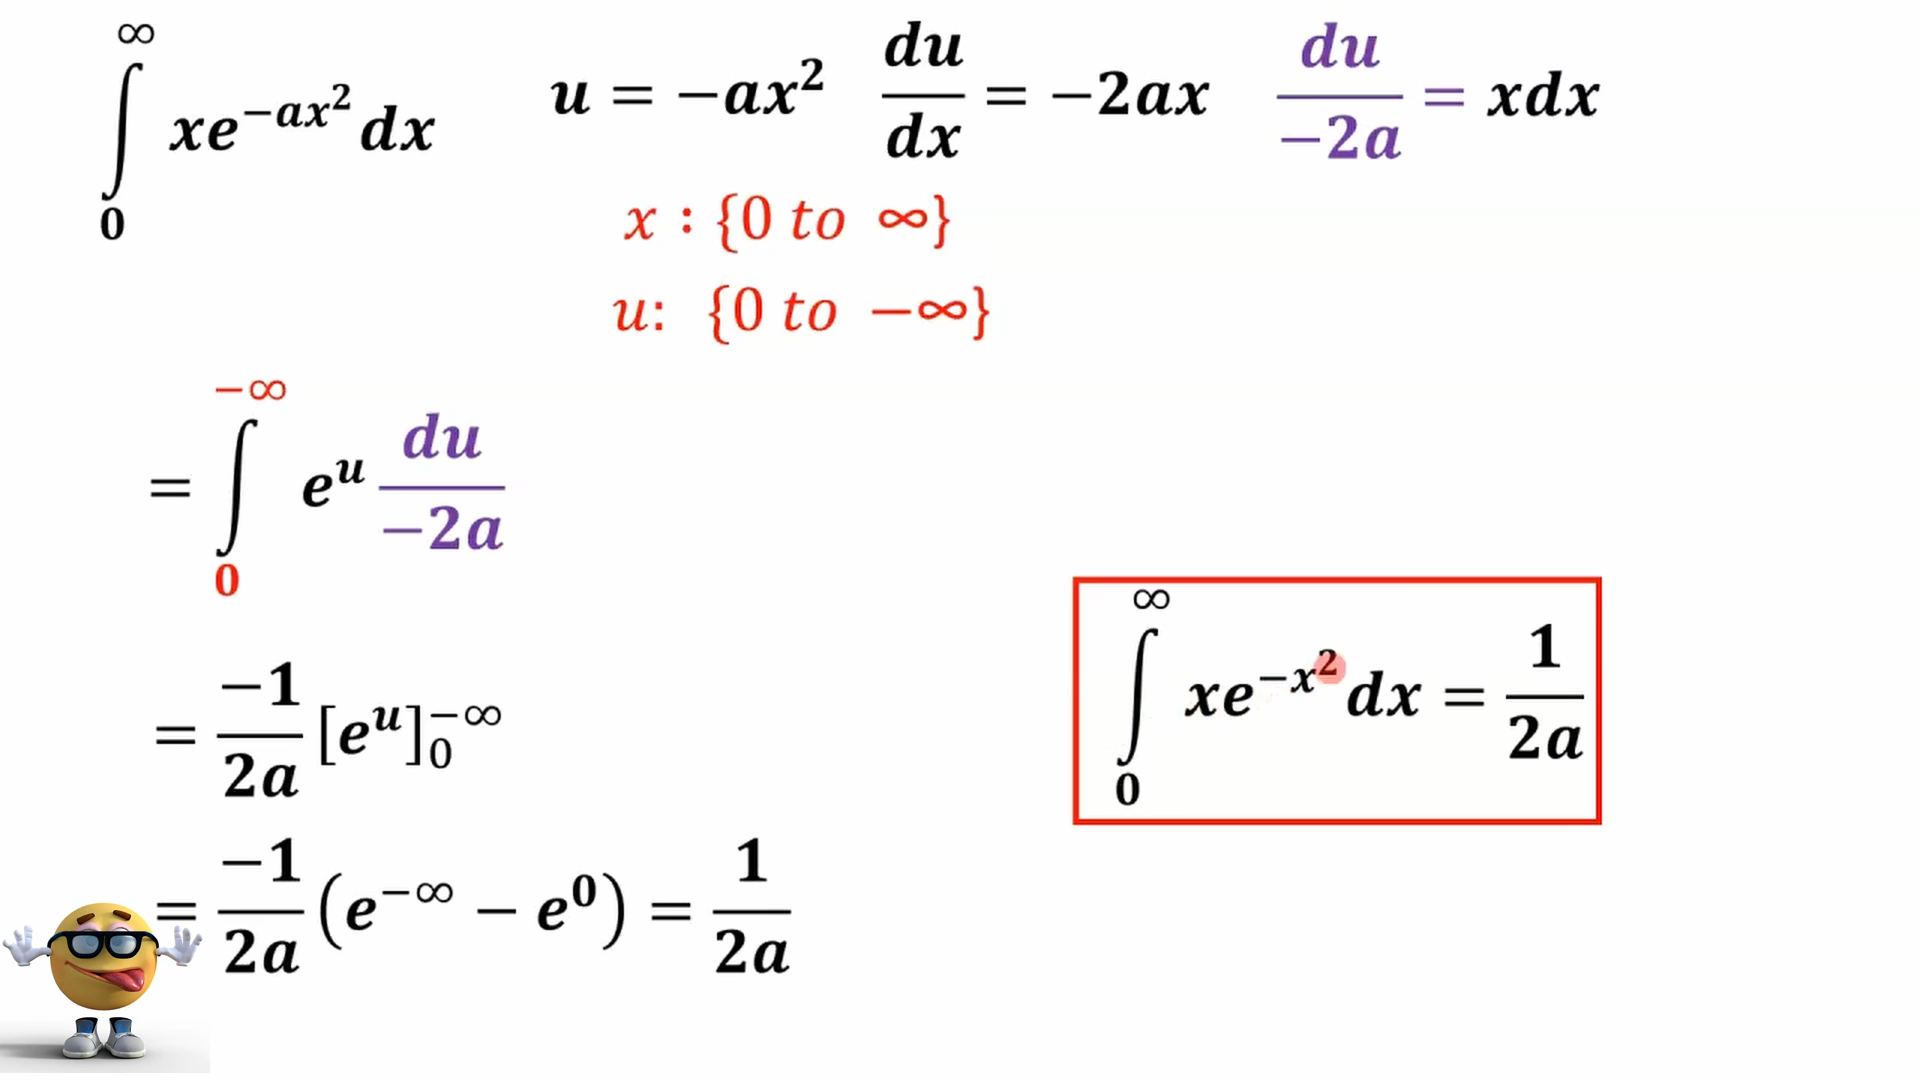 ∫₀^∞ xe^{−ax²} dx   u = −ax²   du/dx = −2ax   du/−2a = xdx
x : {0 to ∞}
u: {0 to −∞}
= ∫₀^{−∞} e^u du/−2a
= −1/2a [e^u]₀^{−∞}
∫₀^∞ xe^{−x²} dx = 1/2a
= −1/2a (e^{−∞} − e^0) = 1/2a